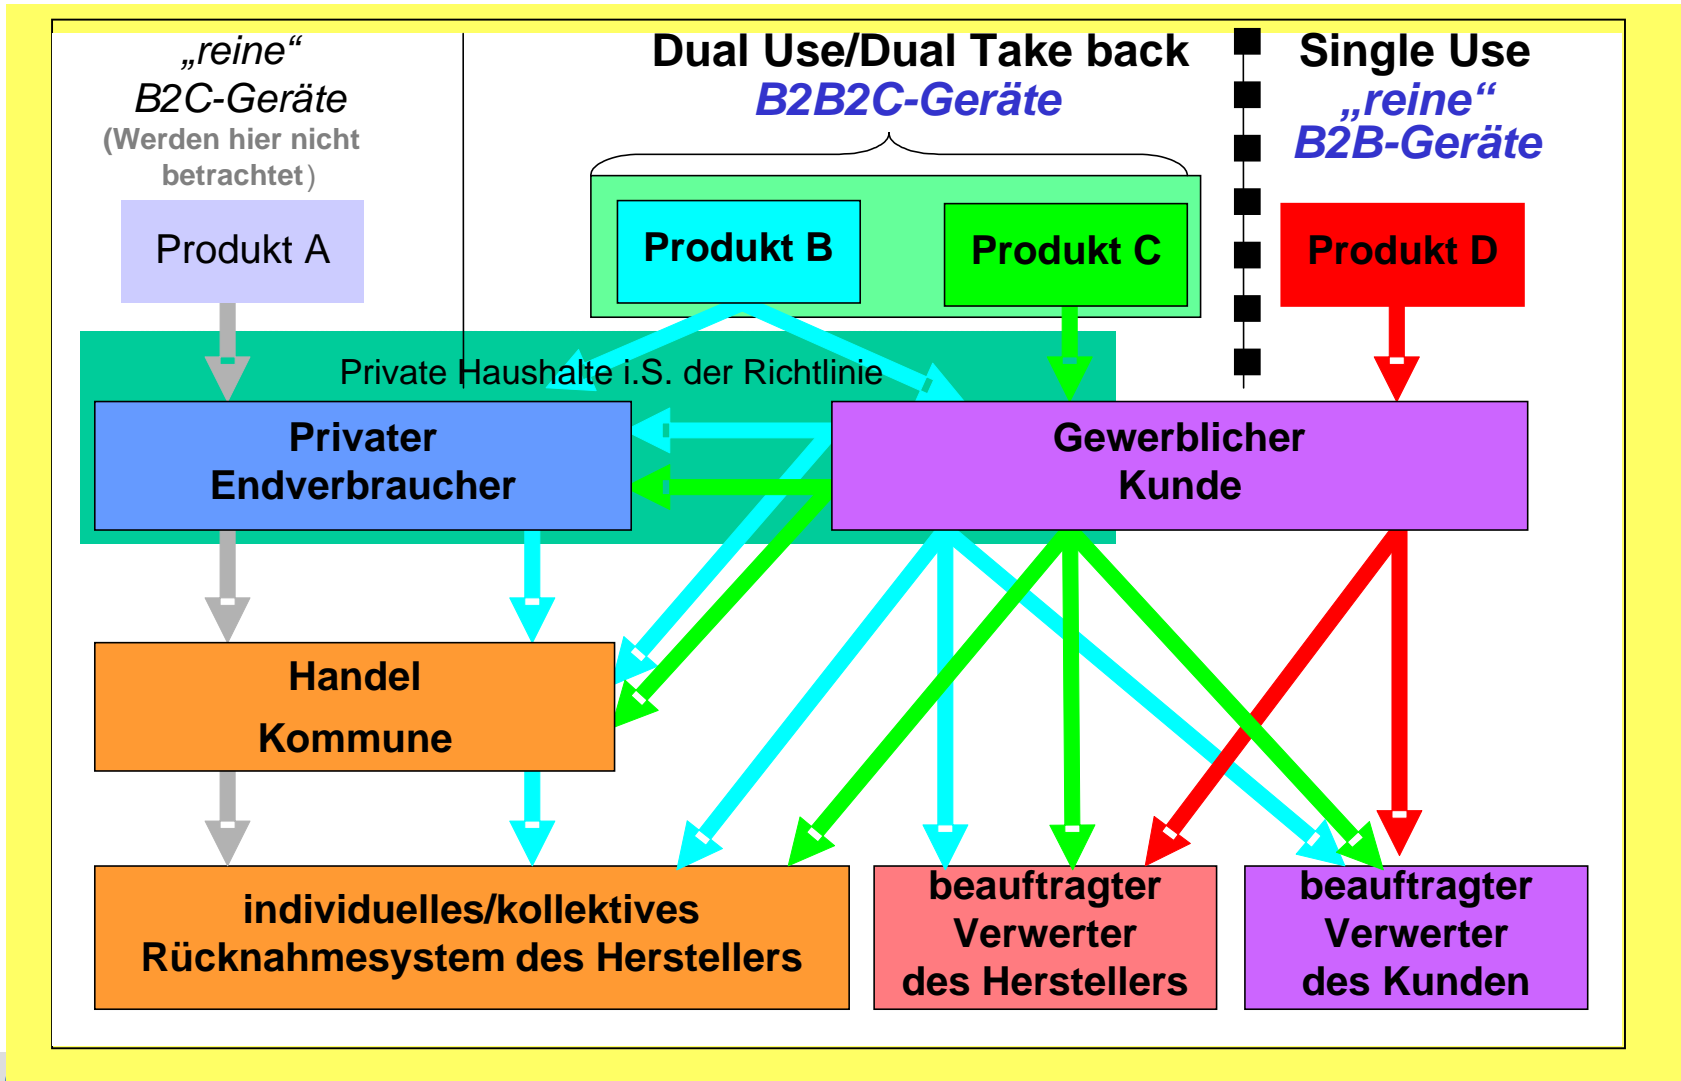 „reine“
B2C-Geräte
(Werden hier nicht
betrachtet)
Dual Use/Dual Take back
B2B2C-Geräte
Single Use
„reine“
B2B-Geräte
Produkt A
Produkt B
Produkt C
Produkt D
Private Haushalte i.S. der Richtlinie
Privater
Endverbraucher
Gewerblicher
Kunde
Handel
Kommune
individuelles/kollektives
Rücknahmesystem des Herstellers
beauftragter
Verwerter
des Herstellers
beauftragter
Verwerter
des Kunden